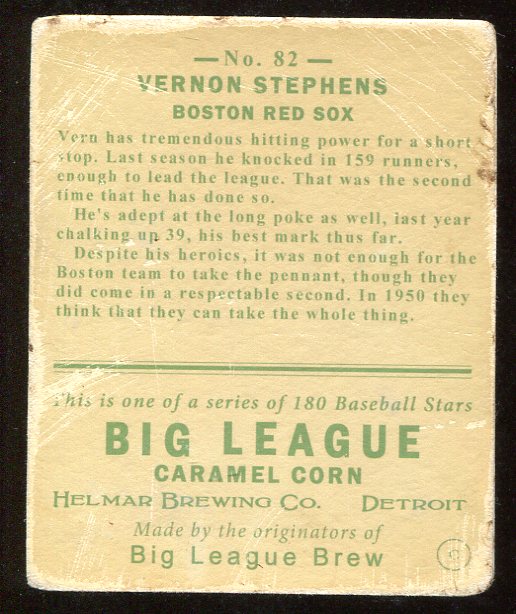 — No. 82 —
VERNON STEPHENS
BOSTON RED SOX
Vern has tremendous hitting power for a short
stop. Last season he knocked in 159 runners,
enough to lead the league. That was the second
time that he has done so.
He's adept at the long poke as well, iast year
chalking up 39, his best mark thus far.
Despite his heroics, it was not enough for the
Boston team to take the pennant, though they
did come in a respectable second. In 1950 they
think that they can take the whole thing.
This is one of a series of 180 Baseball Stars
BIG LEAGUE
CARAMEL CORN
HELMAR BREWING CO. DETROIT
Made by the originators of
Big League Brew